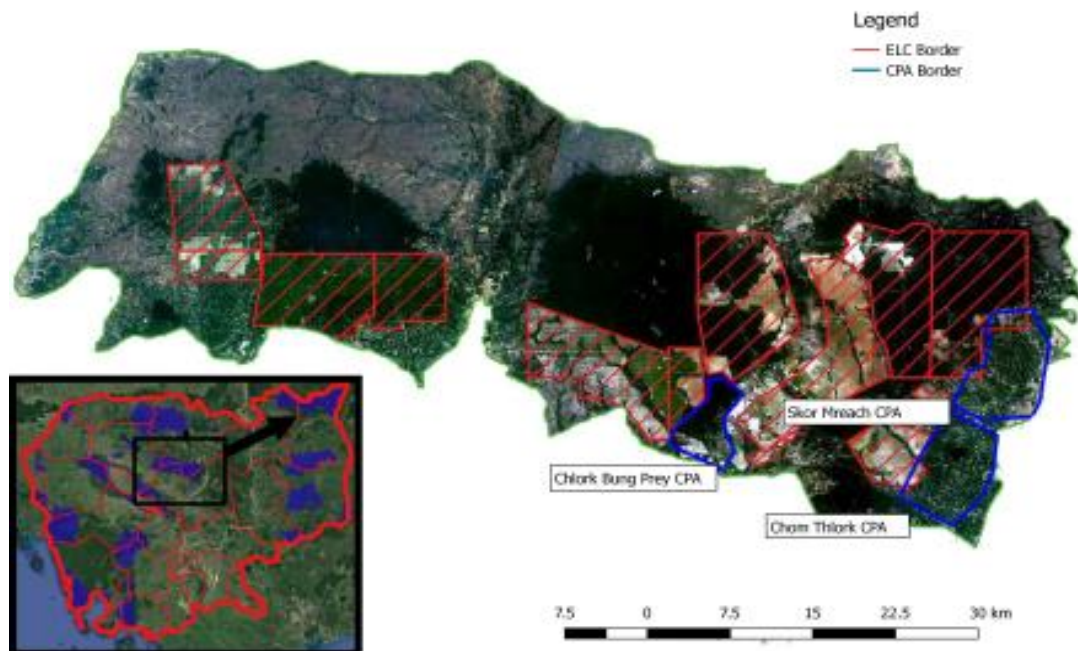 Legend
ELC Border
CPA Border
Skor Mreach CPA
Chlork Bung Prey CPA
Chom Thlork CPA
7.5 0 7.5 15 22.5 30 km